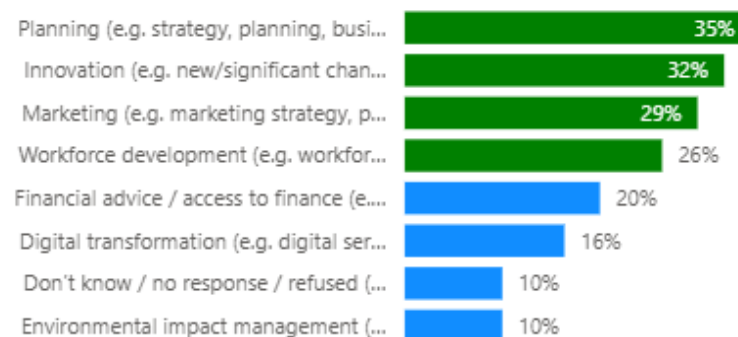 Planning (e.g. strategy, planning, busi... 35%
Innovation (e.g. new/significant chan... 32%
Marketing (e.g. marketing strategy, p... 29%
Workforce development (e.g. workfor... 26%
Financial advice / access to finance (e.... 20%
Digital transformation (e.g. digital ser... 16%
Don't know / no response / refused (... 10%
Environmental impact management (... 10%